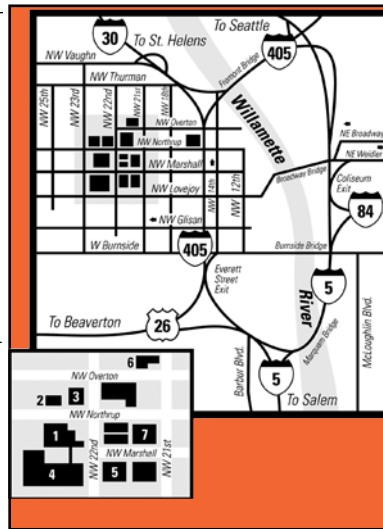 To Seattle
30
To St. Helens
405
NW Vaughn
Fremont Bridge
NW Thurman
NW 25th
NW 23rd
NW 22nd
NW 21st
NW 18th
Willamette
NW Overton
NW Northrup
NE Broadway
NE Weidler
NW Marshall
Broadway Bridge
Coliseum
Exit
NW Lovejoy
NW 14th
NW 12th
84
NW Glisan
W Burnside
405
Burnside Bridge
Everett
Street
Exit
5
River
To Beaverton
26
Marquam Bridge
McLoughlin Blvd.
Barbur Blvd.
5
To Salem
6
NW Overton
2
3
NW Northrup
1
7
NW 22nd
NW Marshall
NW 21st
4
5